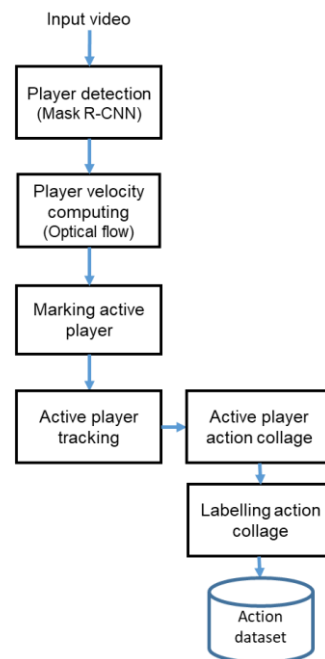 Input video
Player detection
(Mask R-CNN)
Player velocity
computing
(Optical flow)
Marking active
player
Active player
tracking
Active player
action collage
Labelling action
collage
Action
dataset